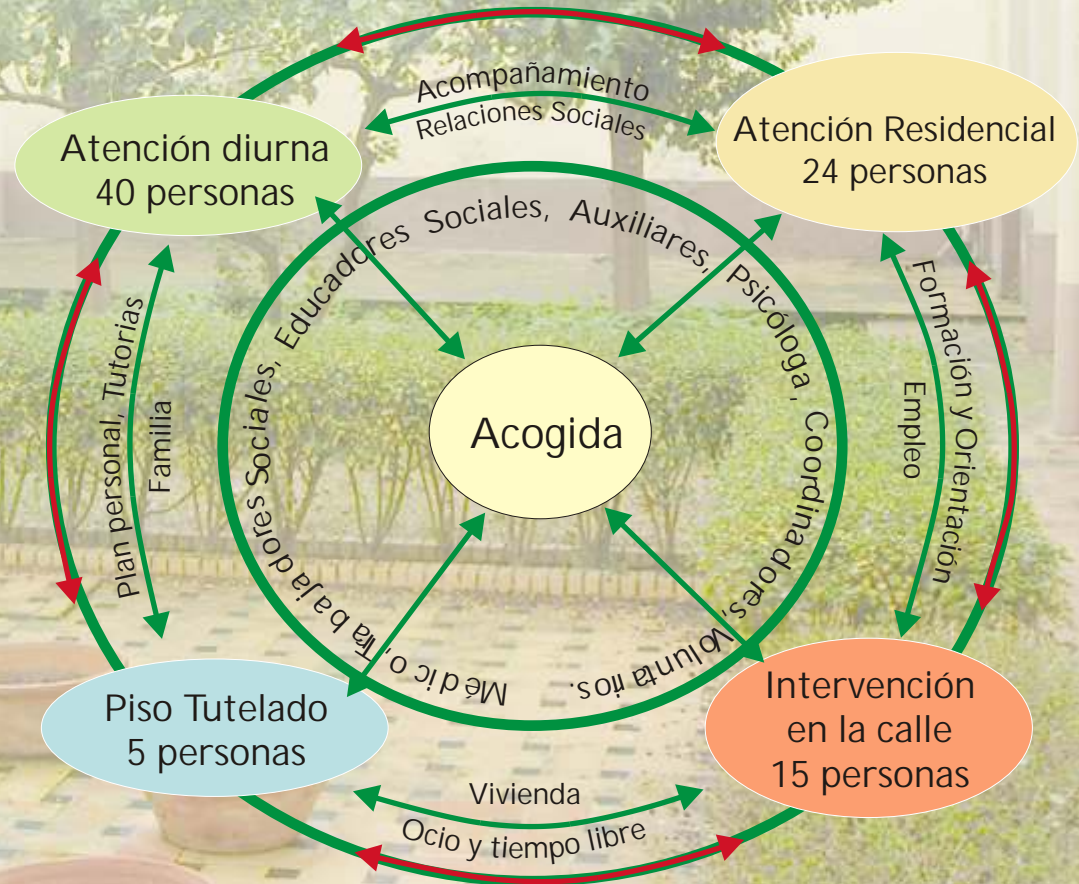 Acompañamiento
Relaciones Sociales
Atención diurna
40 personas
Atención Residencial
24 personas
Médico, Trabajadores Sociales, Educadores Sociales, Auxiliares, Psicóloga, Coordinadores, Voluntarios.
Plan personal, Tutorias
Familia
Acogida
Formación y Orientación
Empleo
Piso Tutelado
5 personas
Intervención
en la calle
15 personas
Vivienda
Ocio y tiempo libre